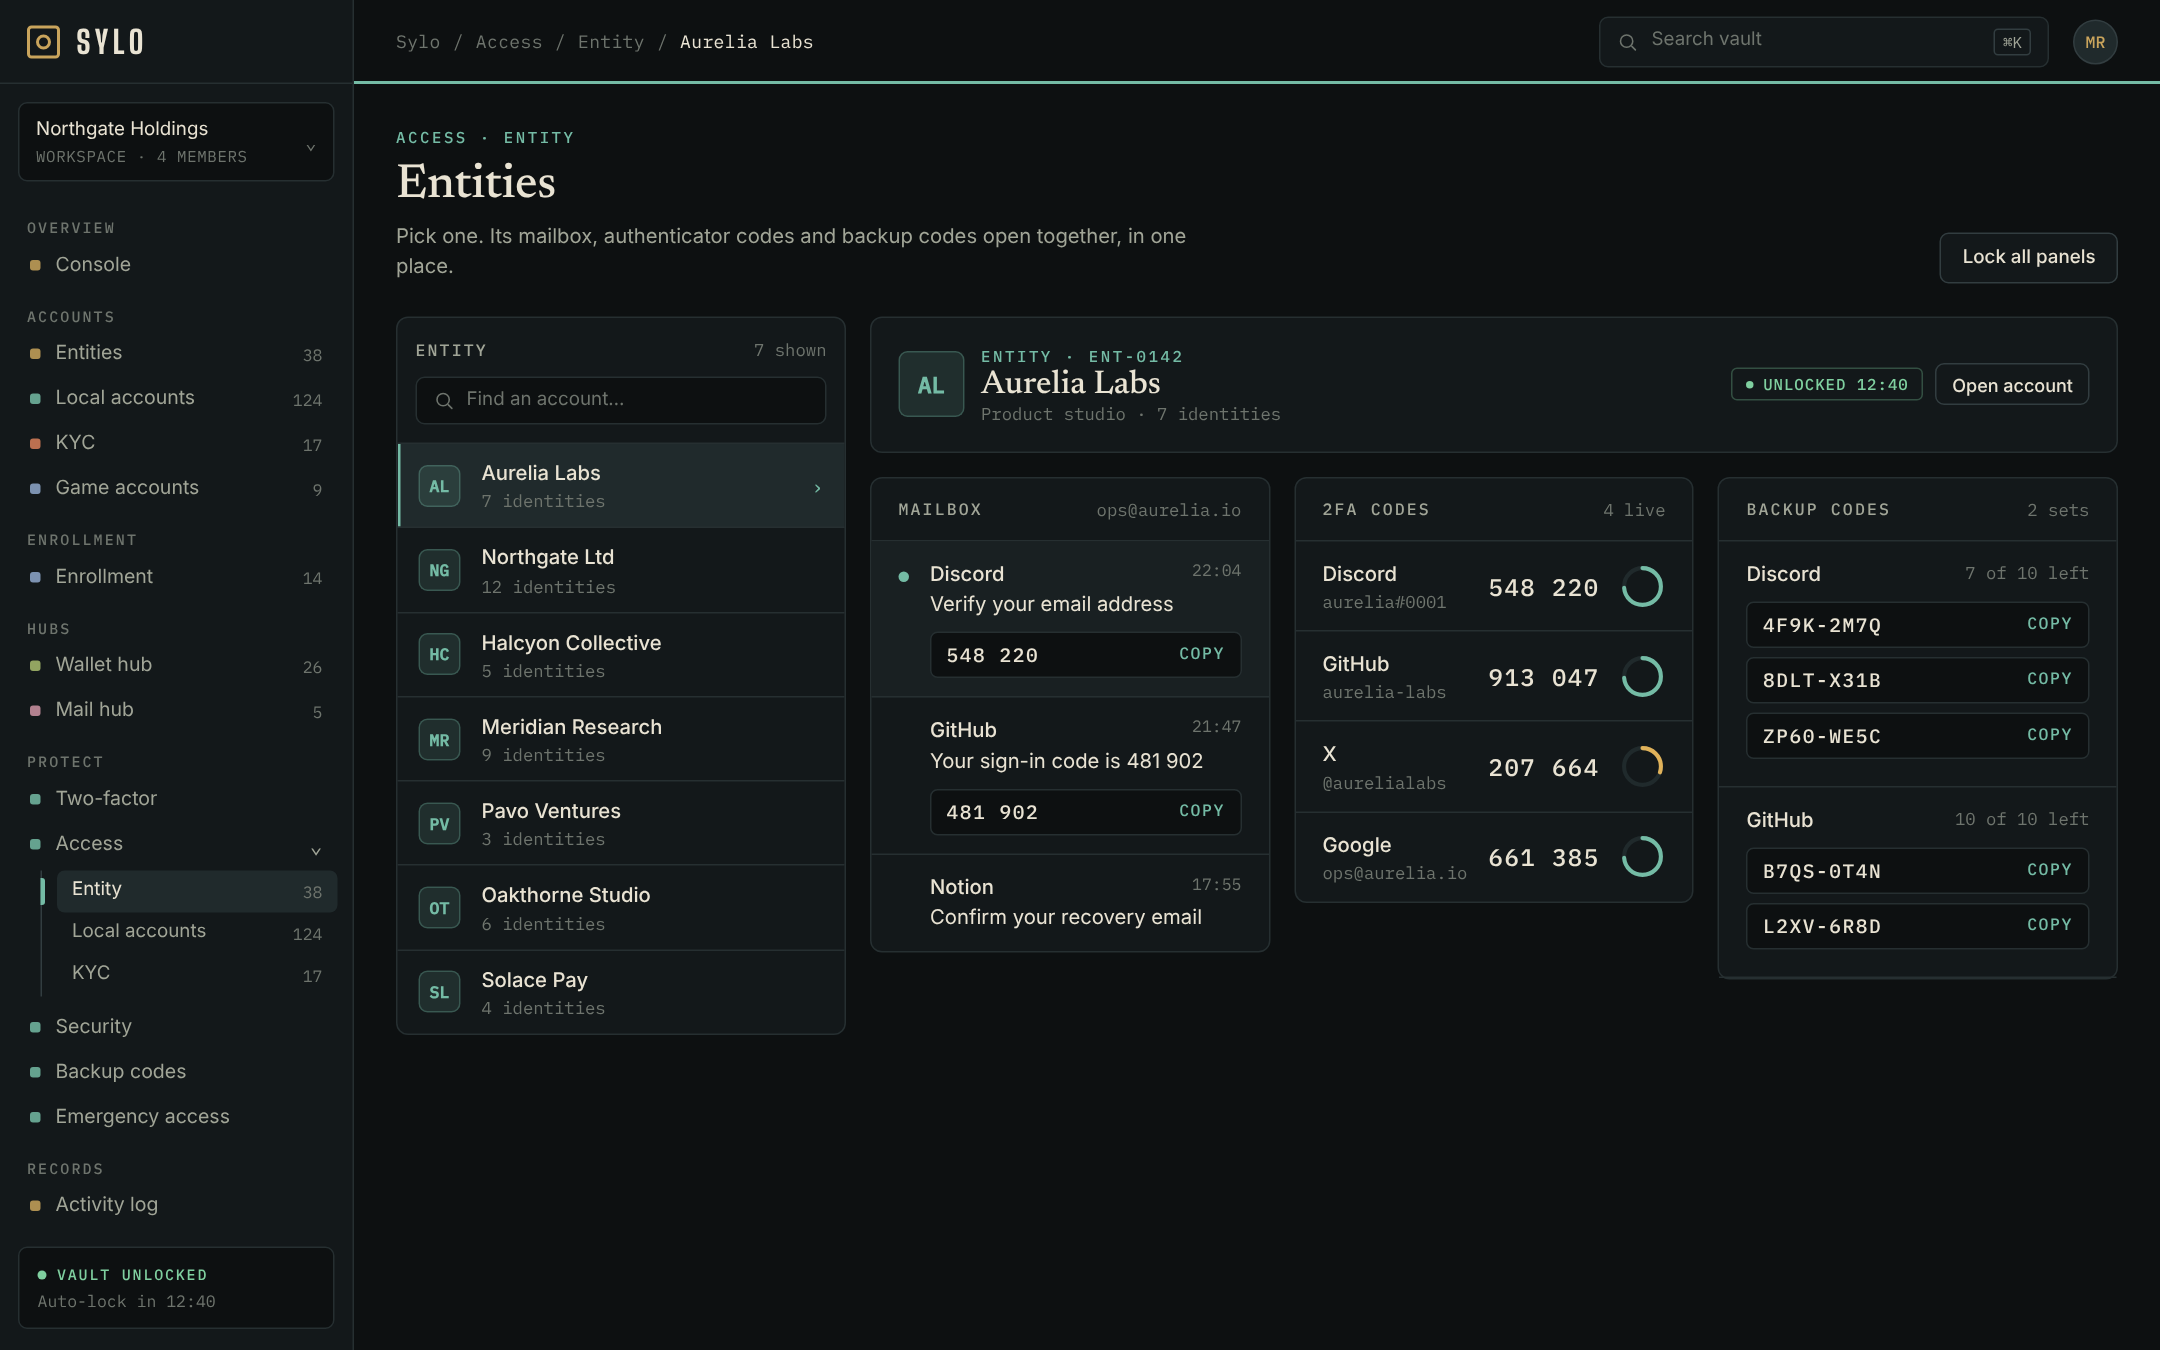 SYLO
Northgate Holdings
WORKSPACE · 4 MEMBERS
OVERVIEW
Console
ACCOUNTS
Entities 38
Local accounts 124
KYC 17
Game accounts 9
ENROLLMENT
Enrollment 14
HUBS
Wallet hub 26
Mail hub 5
PROTECT
Two-factor
Access
Entity 38
Local accounts 124
KYC 17
Security
Backup codes
Emergency access
RECORDS
Activity log
VAULT UNLOCKED
Auto-lock in 12:40
Sylo / Access / Entity / Aurelia Labs
Search vault ⌘K
MR
ACCESS · ENTITY
Entities
Pick one. Its mailbox, authenticator codes and backup codes open together, in one
place.
Lock all panels
ENTITY 7 shown
Find an account...
AL Aurelia Labs
7 identities
NG Northgate Ltd
12 identities
HC Halcyon Collective
5 identities
MR Meridian Research
9 identities
PV Pavo Ventures
3 identities
OT Oakthorne Studio
6 identities
SL Solace Pay
4 identities
AL
ENTITY · ENT-0142
Aurelia Labs
Product studio · 7 identities
UNLOCKED 12:40
Open account
MAILBOX ops@aurelia.io
Discord 22:04
Verify your email address
548 220 COPY
GitHub 21:47
Your sign-in code is 481 902
481 902 COPY
Notion 17:55
Confirm your recovery email
2FA CODES 4 live
Discord
aurelia#0001
548 220
GitHub
aurelia-labs
913 047
X
@aurelialabs
207 664
Google
ops@aurelia.io
661 385
BACKUP CODES 2 sets
Discord 7 of 10 left
4F9K-2M7Q COPY
8DLT-X31B COPY
ZP60-WE5C COPY
GitHub 10 of 10 left
B7QS-0T4N COPY
L2XV-6R8D COPY